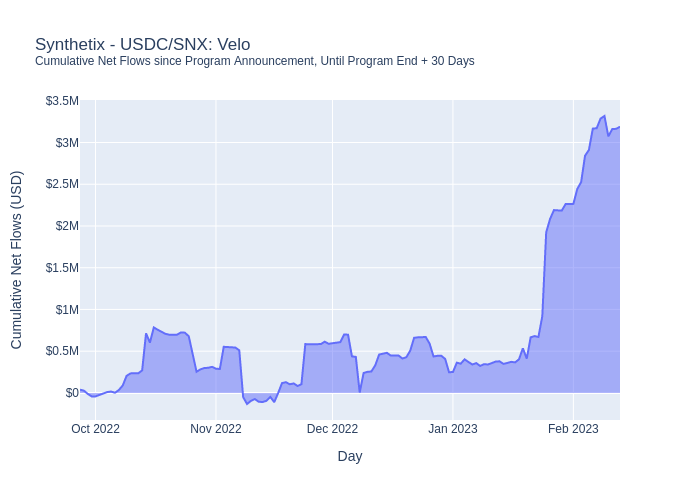 Synthetix - USDC/SNX: Velo
Cumulative Net Flows since Program Announcement, Until Program End + 30 Days
$3.5M
$3M
$2.5M
$2M
$1.5M
$1M
$0.5M
$0
Cumulative Net Flows (USD)
Oct 2022
Nov 2022
Dec 2022
Jan 2023
Feb 2023
Day